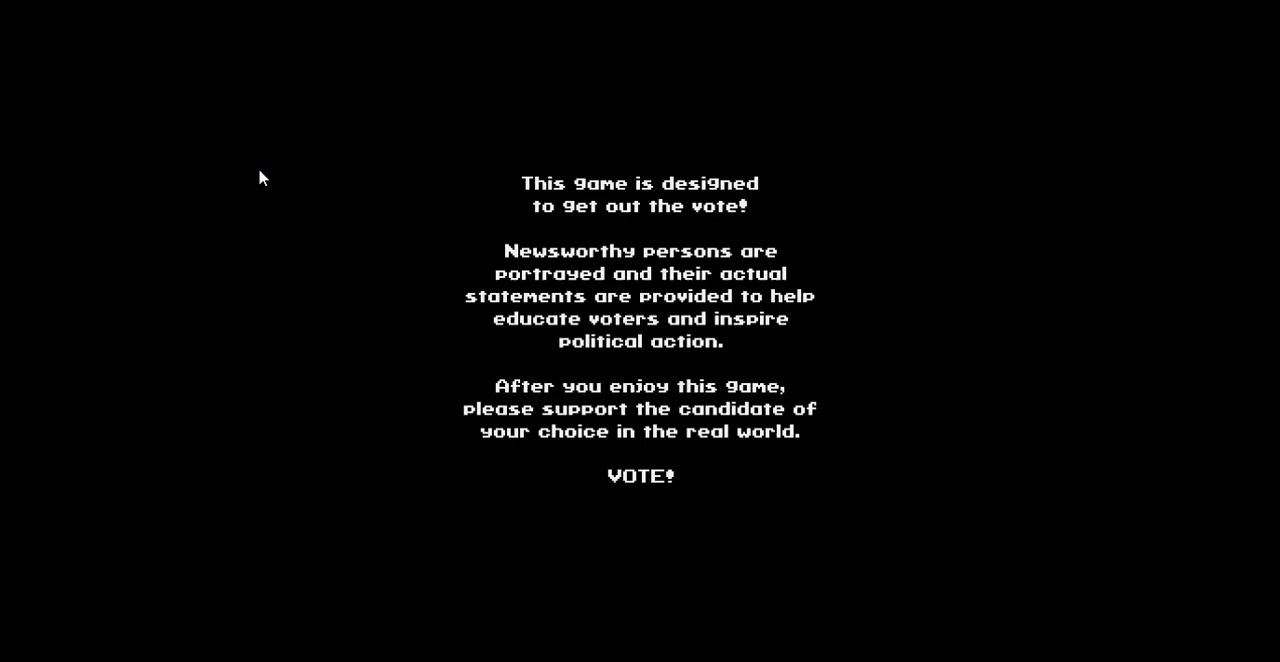 This game is designed
to get out the vote!
Newsworthy persons are
portrayed and their actual
statements are provided to help
educate voters and inspire
political action.
After you enjoy this game,
please support the candidate of
your choice in the real world.
VOTE!